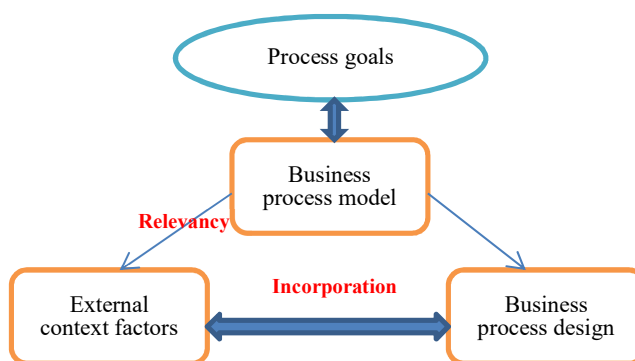 Process goals
Business
process model
Relevancy
Incorporation
External
context factors
Business
process design